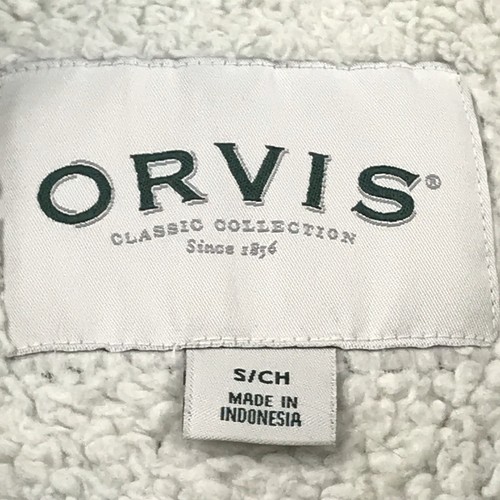 ORVIS®
CLASSIC COLLECTION
Since 1856
S/CH
MADE IN
INDONESIA